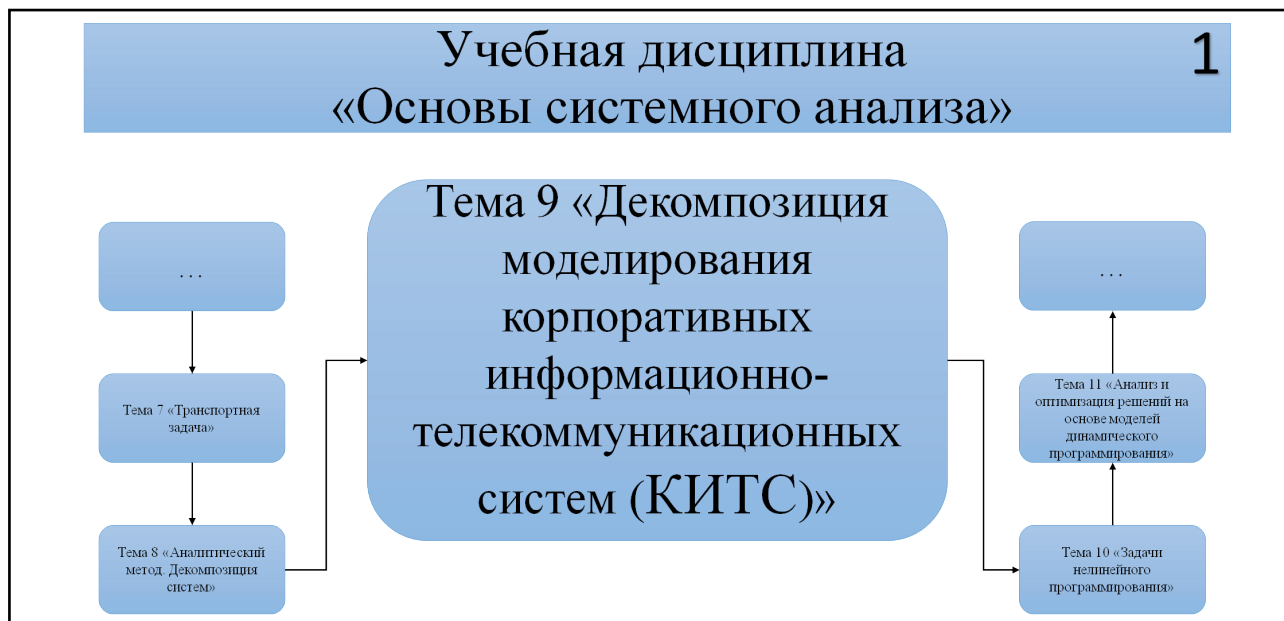 Учебная дисциплина
«Основы системного анализа»
1
. . .
Тема 7 «Транспортная
задача»
Тема 8 «Аналитический
метод. Декомпозиция
систем»
Тема 9 «Декомпозиция
моделирования
корпоративных
информационно-
телекоммуникационных
систем (КИТС)»
. . .
Тема 11 «Анализ и
оптимизация решений на
основе моделей
динамического
программирования»
Тема 10 «Задачи
нелинейного
программирования»